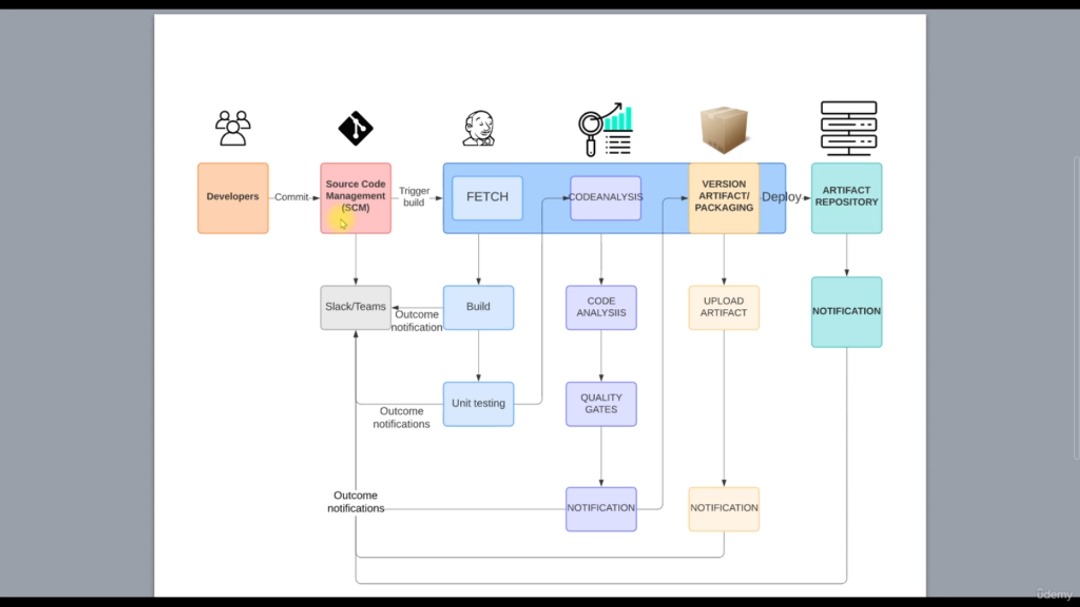 Developers
Commit
Source Code
Management
(SCM)
Trigger
build
FETCH
CODEANALYSIS
VERSION
ARTIFACT/
PACKAGING
Deploy
ARTIFACT
REPOSITORY
Slack/Teams
Outcome
notification
Build
CODE
ANALYSIIS
UPLOAD
ARTIFACT
NOTIFICATION
Outcome
notifications
Unit testing
QUALITY
GATES
Outcome
notifications
NOTIFICATION
NOTIFICATION
ûdemy